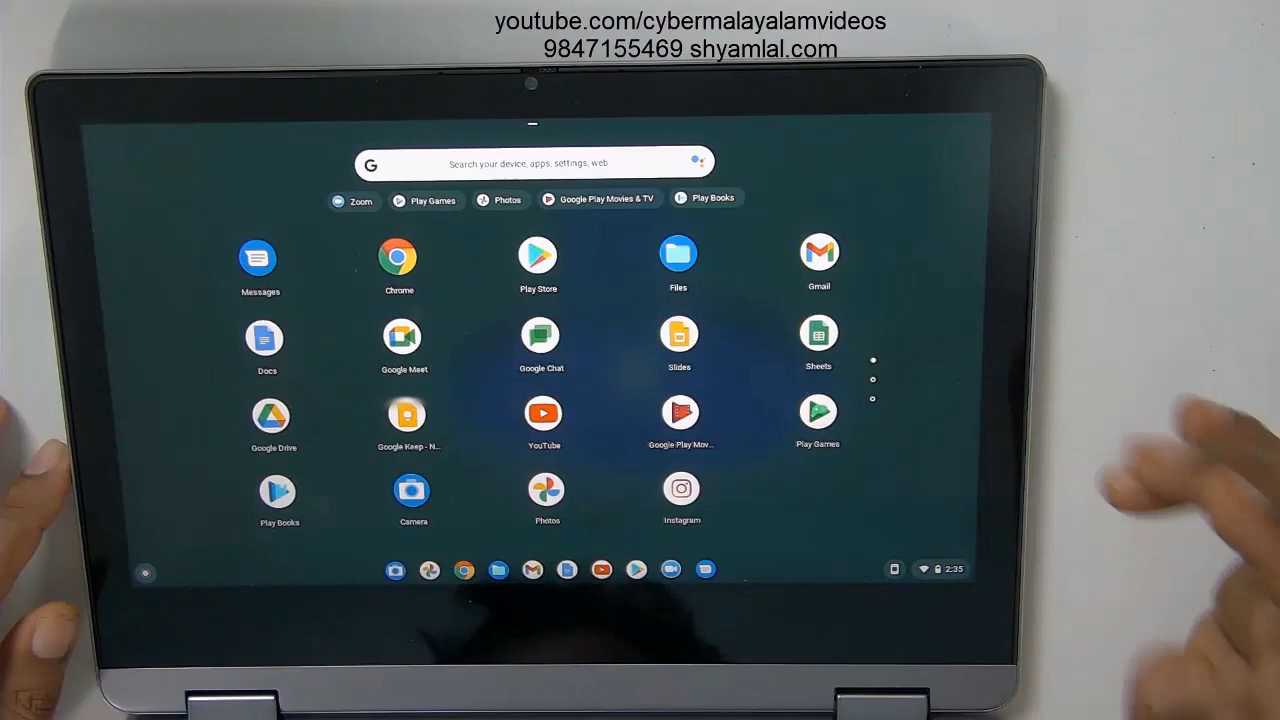 youtube.com/cybermalayalamvideos
9847155469 shyamlal.com
Search your device, apps, settings, web
Zoom Play Games Photos Google Play Movies & TV Play Books
Messages Chrome Play Store Files Gmail
Docs Google Meet Google Chat Slides Sheets
Google Drive Google Keep - N... YouTube Google Play Mov... Play Games
Play Books Camera Photos Instagram
2:35